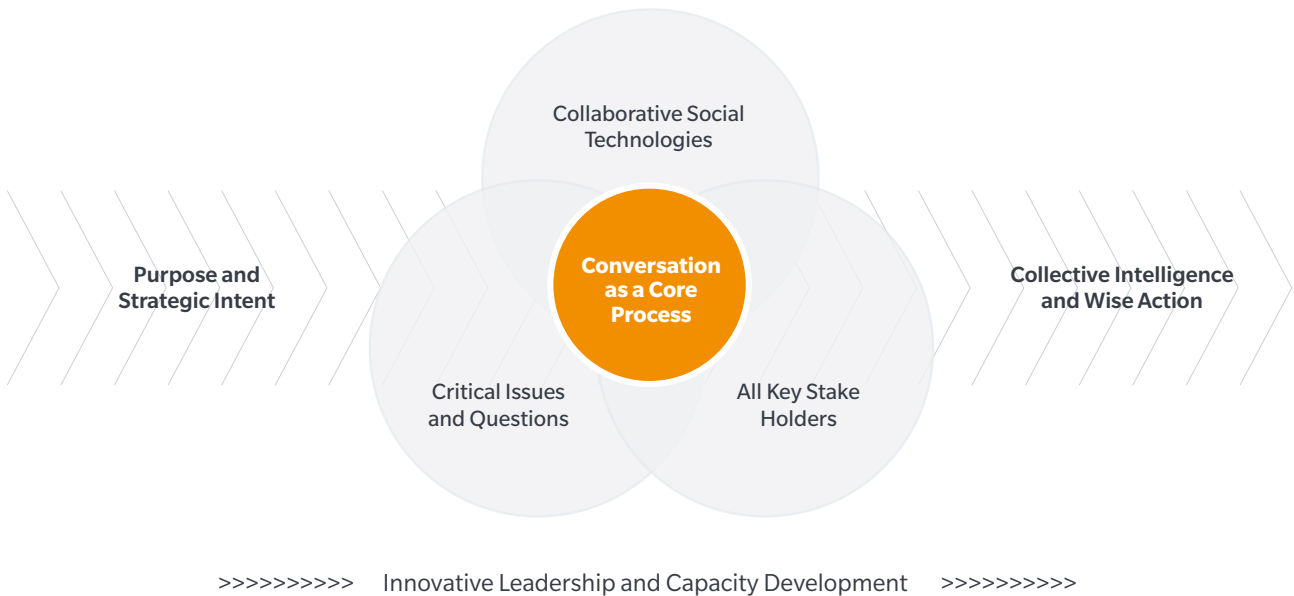 Collaborative Social
Technologies
Purpose and
Strategic Intent
Conversation
as a Core
Process
Collective Intelligence
and Wise Action
Critical Issues
and Questions
All Key Stake
Holders
>>>>>>>>>> Innovative Leadership and Capacity Development >>>>>>>>>>